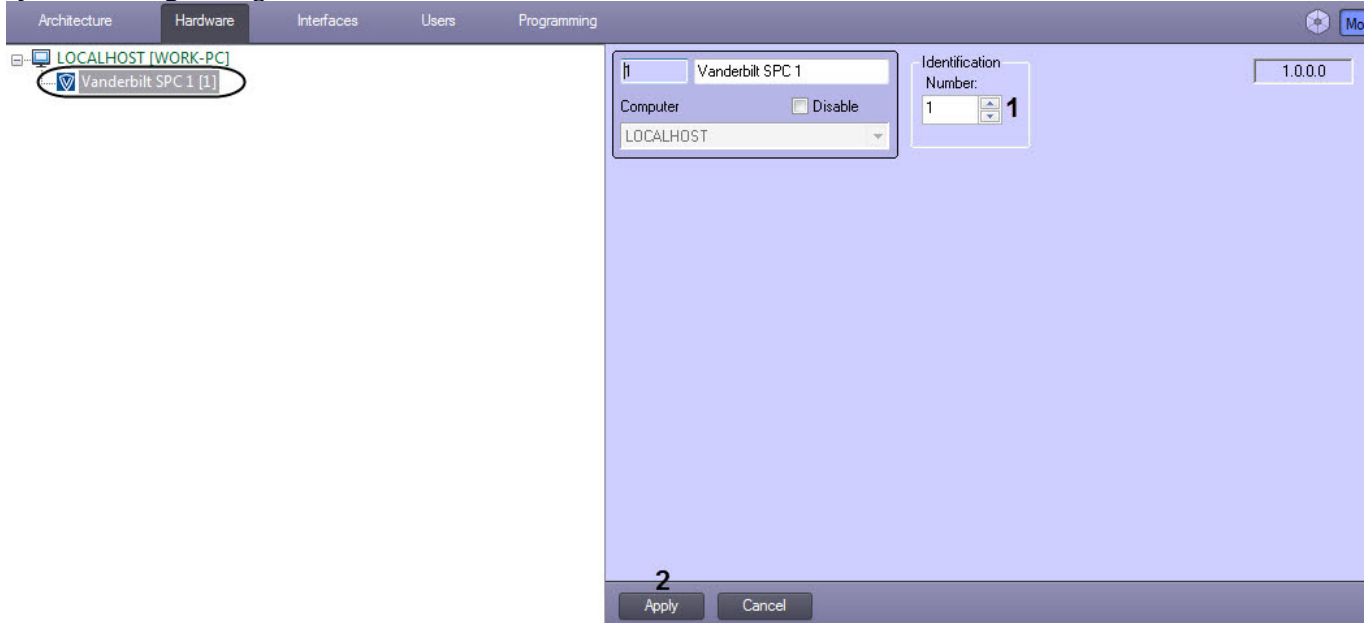 Architecture Hardware Interfaces Users Programming Mo
LOCALHOST [WORK-PC]
Vanderbilt SPC 1 [1]
1 Vanderbilt SPC 1
Computer Disable
LOCALHOST
Identification
Number:
1 1
1.0.0.0
2
Apply Cancel